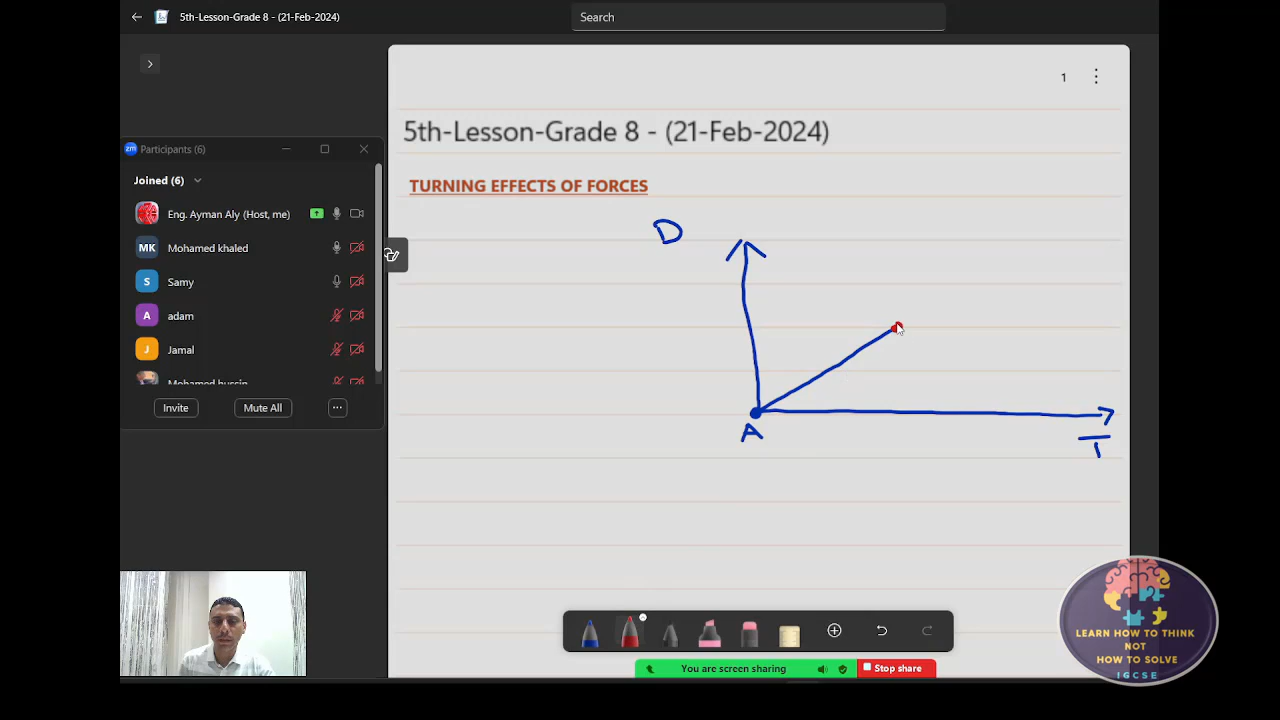 5th-Lesson-Grade 8 - (21-Feb-2024)
Search
1
Participants (6)
Joined (6)
Eng. Ayman Aly (Host, me)
MK Mohamed khaled
S Samy
A adam
J Jamal
Mohamed hussin
Invite
Mute All
5th-Lesson-Grade 8 - (21-Feb-2024)
TURNING EFFECTS OF FORCES
D
A
T
You are screen sharing
Stop share
LEARN HOW TO THINK
NOT
HOW TO SOLVE
IGCSE